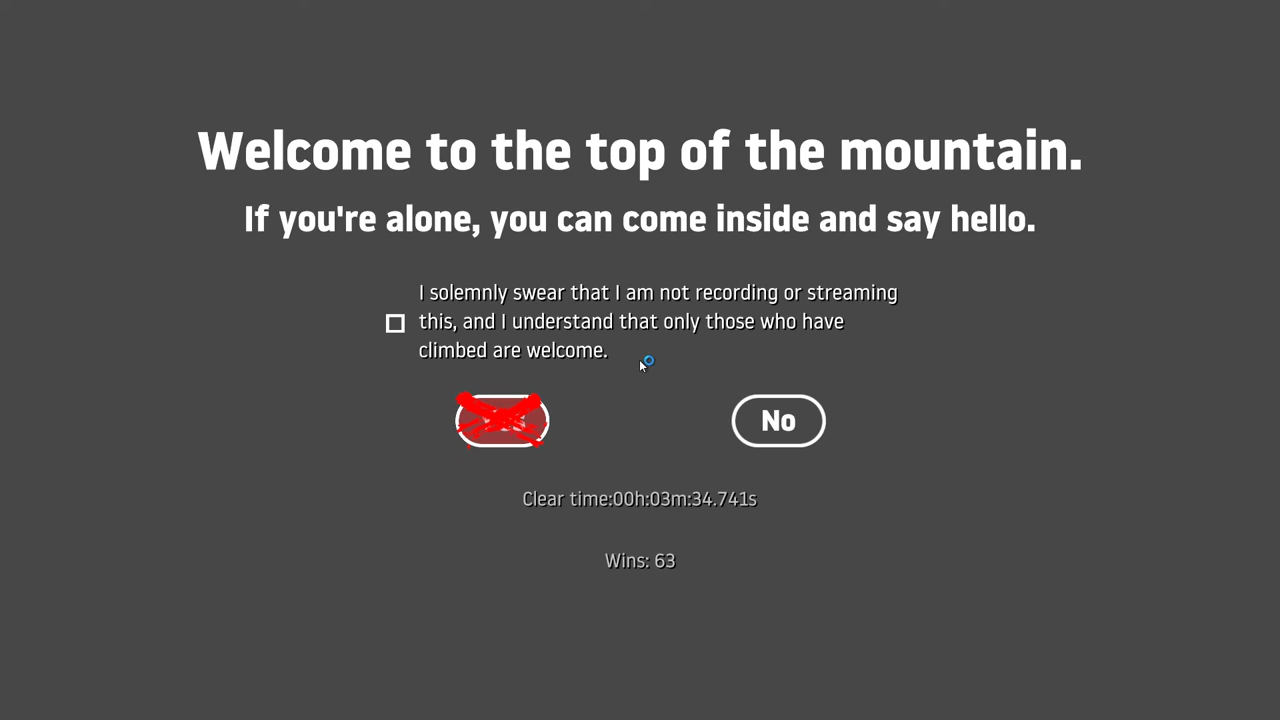 Welcome to the top of the mountain.
If you're alone, you can come inside and say hello.
I solemnly swear that I am not recording or streaming
this, and I understand that only those who have
climbed are welcome.
No
Clear time:00h:03m:34.741s
Wins: 63